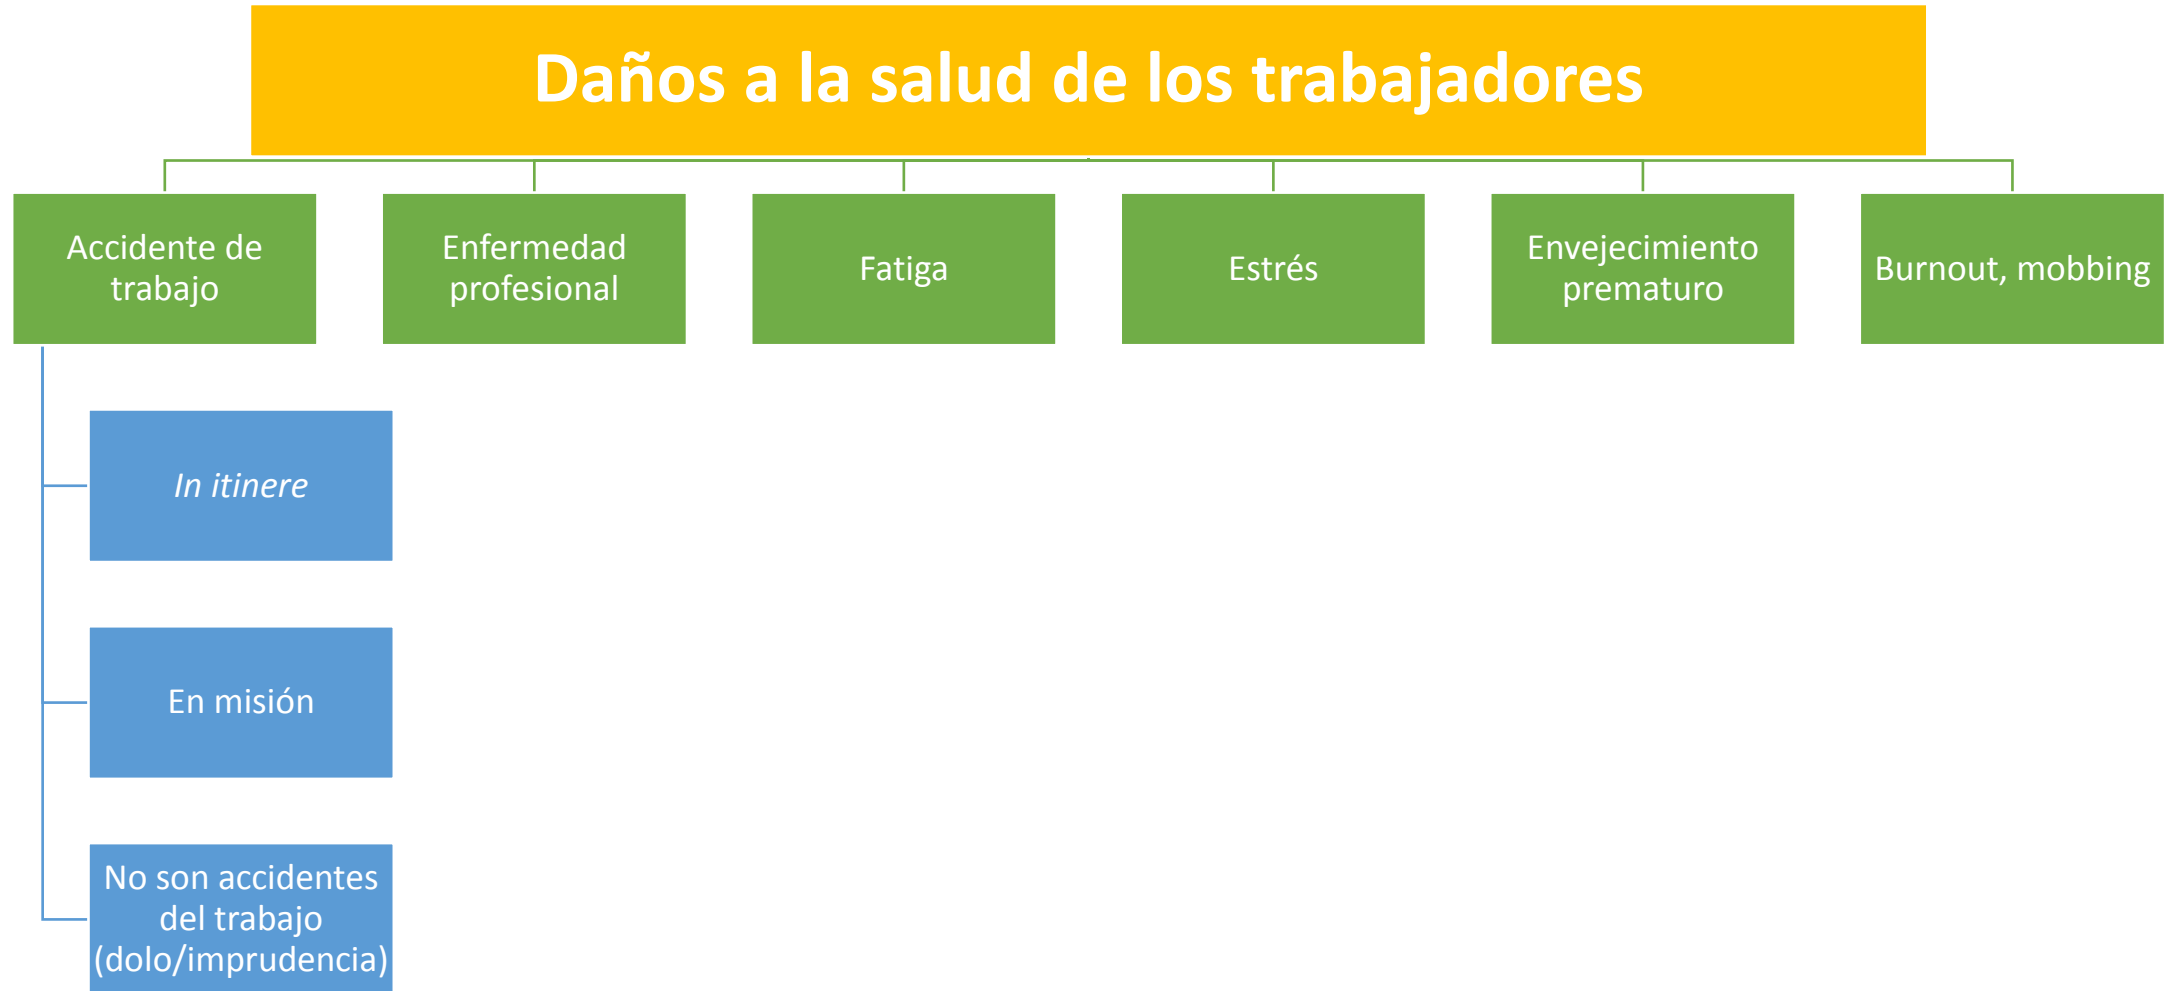 Daños a la salud de los trabajadores
Accidente de
trabajo
Enfermedad
profesional
Fatiga
Estrés
Envejecimiento
prematuro
Burnout, mobbing
In itinere
En misión
No son accidentes
del trabajo
(dolo/imprudencia)